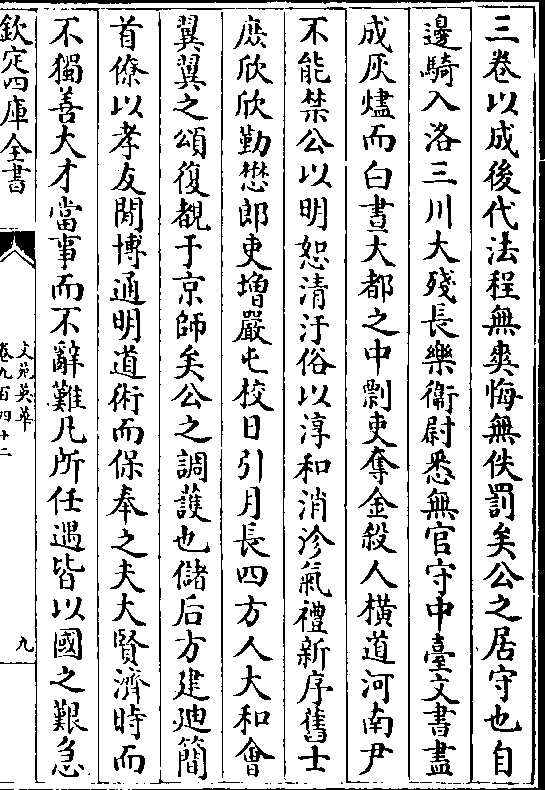 三卷以成後代法程無爽悔無佚罰矣公之居守也自
邊騎入洛三川大殘長樂衞尉悉無官守中臺文書盡
成灰燼而白晝大都之中剽吏奪金殺人橫道河南尹
不能禁公以明恕清汙俗以淳和消沴氣禮新序舊士
庶欣欣勤懋郎吏增嚴屯校日引月長四方人大和會
翼翼之頌復覩于京師矣公之調護也儲后方建廸簡
首僚以孝友閎博通明道術而保奉之夫大賢濟時而
不獨善大才當事而不辭難凡所任遇皆以國之艱急
欽定四庫全書
文苑英華
卷九百四十二
九